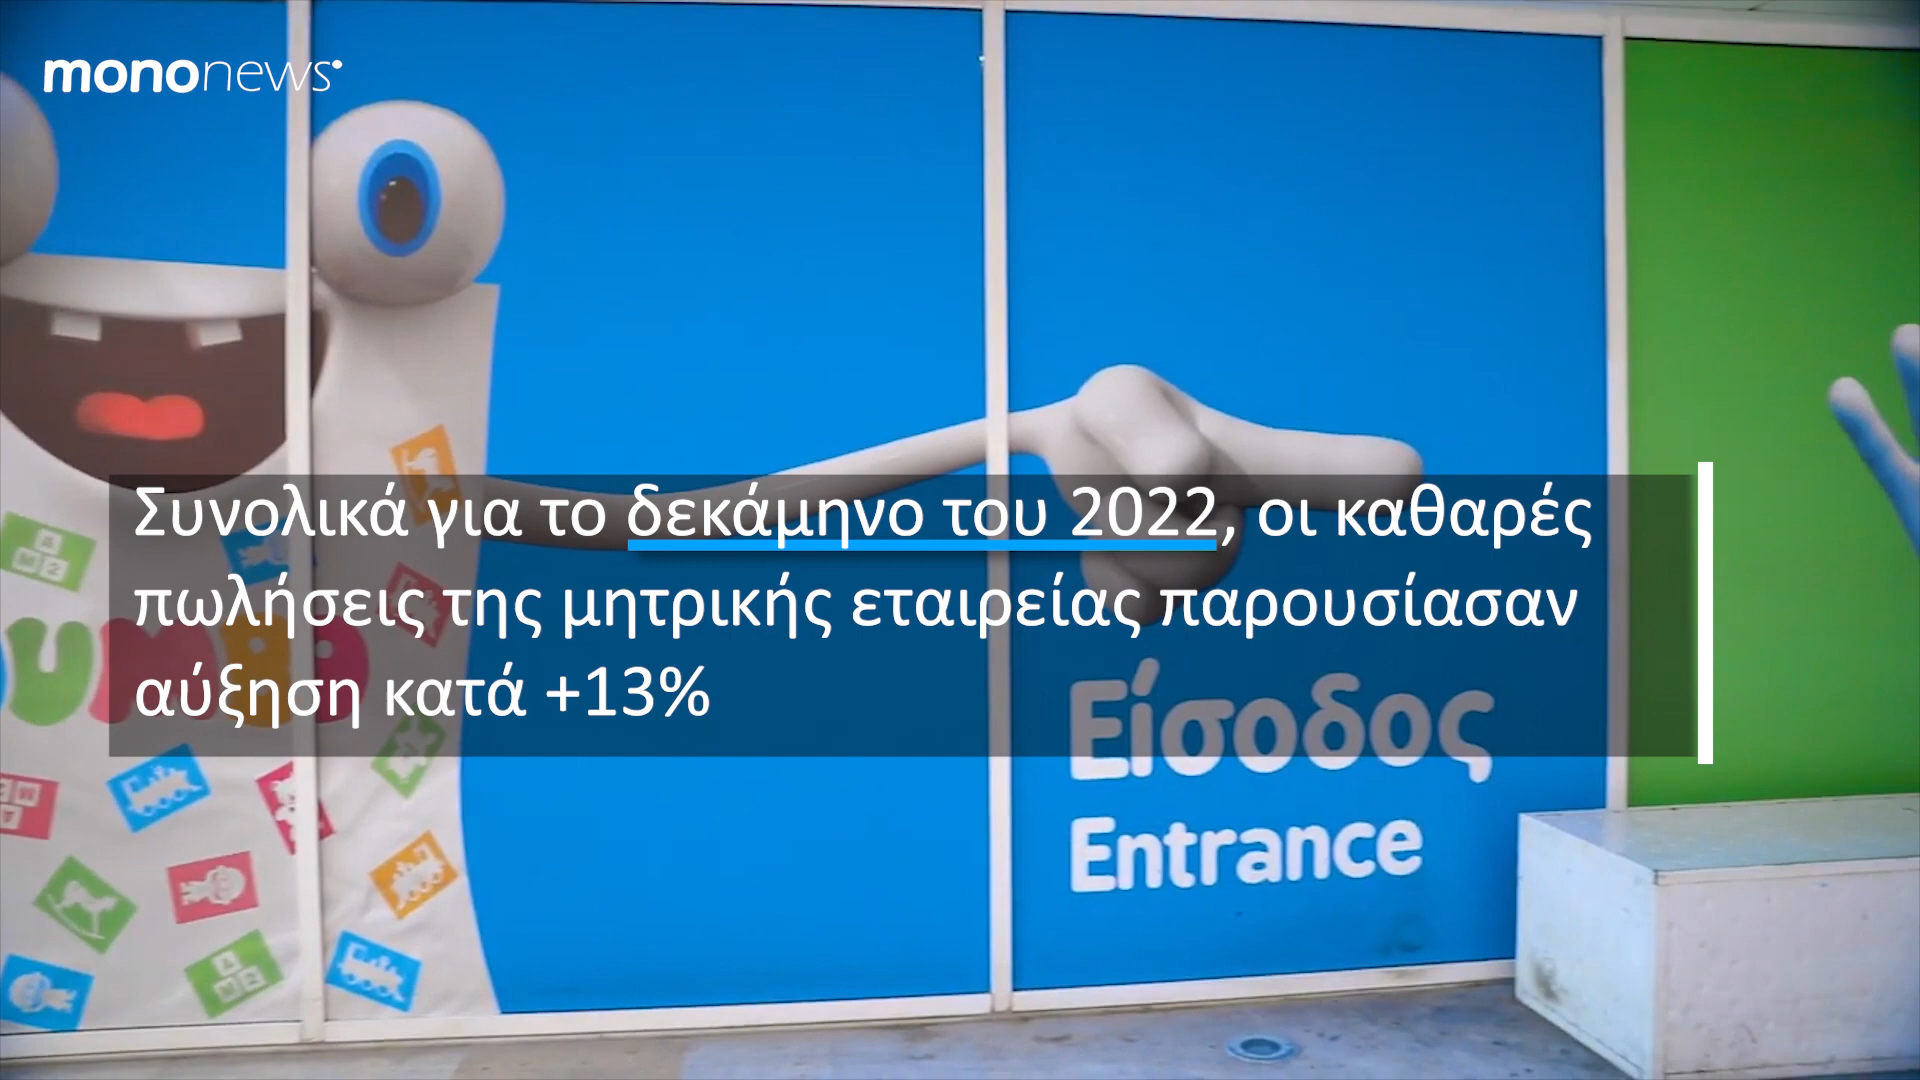 mononews
Συνολικά για το δεκάμηνο του 2022, οι καθαρές
πωλήσεις της μητρικής εταιρείας παρουσίασαν
αύξηση κατά +13%
Είσοδος
Entrance